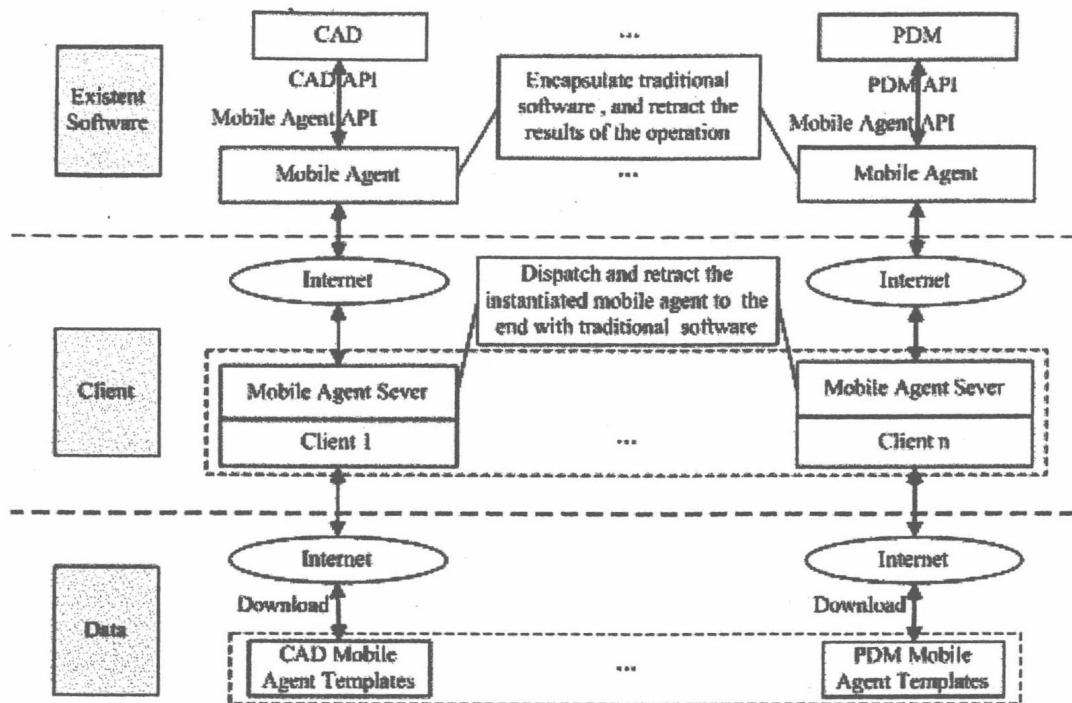 CAD
...
PDM
CAD API
Encapsulate traditional
software , and retract the
results of the operation
PDM API
Existent
Software
Mobile Agent API
Mobile Agent API
Mobile Agent
...
Mobile Agent
Internet
Dispatch and retract the
instantiated mobile agent to the
end with traditional software
Internet
Client
Mobile Agent Sever
Mobile Agent Sever
Client 1
...
Client n
Internet
Internet
Data
Download
Download
CAD Mobile
Agent Templates
...
PDM Mobile
Agent Templates